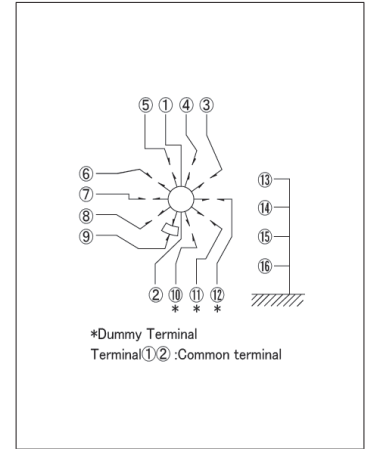 ⑤ ① ④ ③
⑥
⑦
⑧
⑨
② ⑩ ⑪ ⑫
* * *
⑬
⑭
⑮
⑯
*Dummy Terminal
Terminal①② :Common terminal